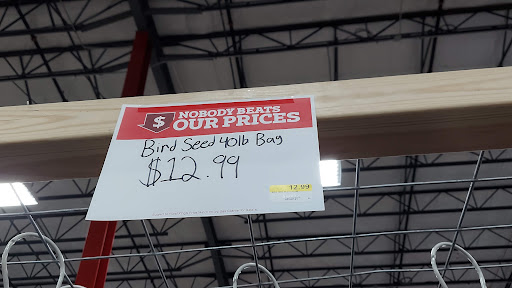 $ NOBODY BEATS
OUR PRICES
Bird Seed 40lb Bag
$12.99
12.99